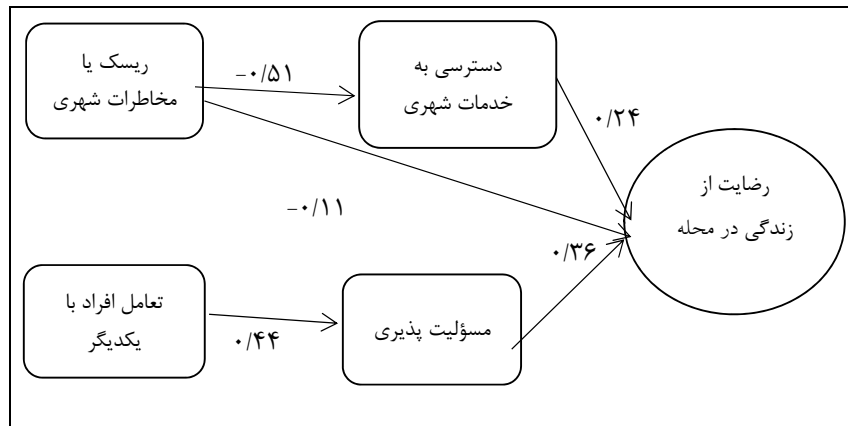 ریسک یا
مخاطرات شهری
-۰/۵۱
دسترسی به
خدمات شهری
۰/۲۴
رضایت از
زندگی در محله
-۰/۱۱
۰/۳۶
تعامل افراد با
یکدیگر
۰/۴۴
مسؤلیت پذیری